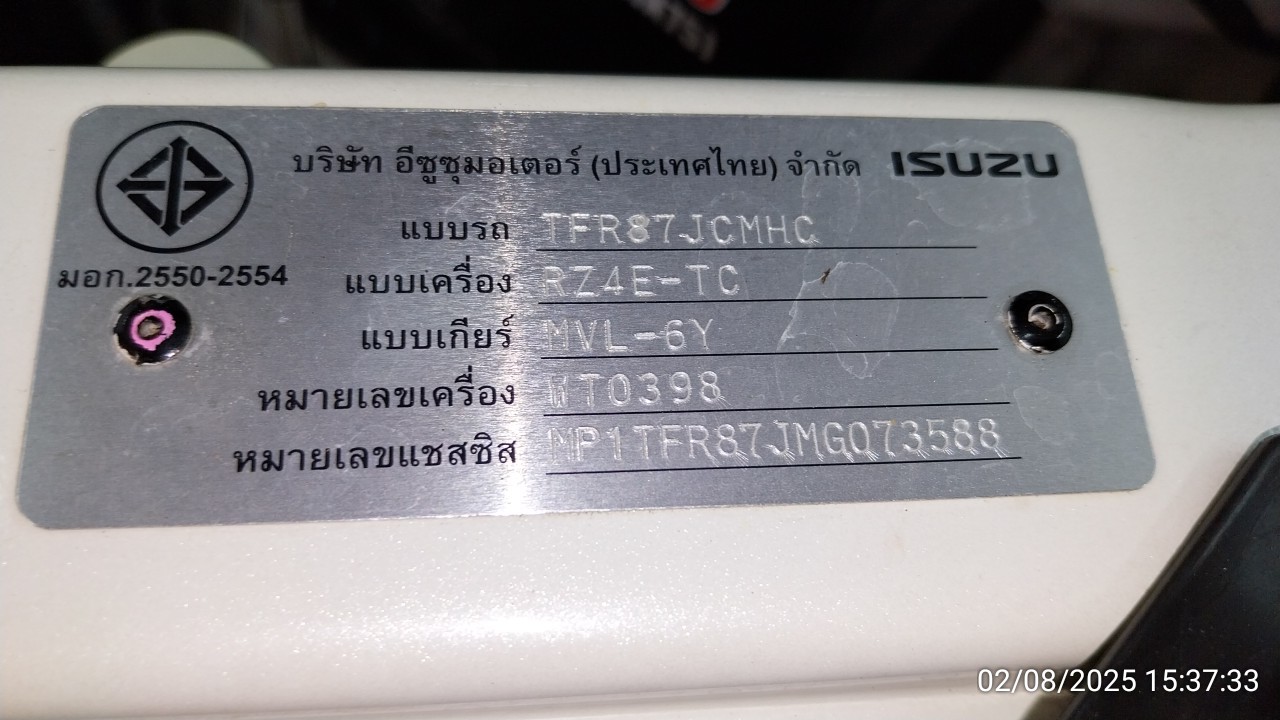 บริษัท อีซูซุมอเตอร์ (ประเทศไทย) จำกัด ISUZU
แบบรถ TFR87JCMHC
มอก.2550-2554
แบบเครื่อง RZ4E-TC
แบบเกียร์ MVL-6Y
หมายเลขเครื่อง WT0398
หมายเลขแชสซิส MP1TFR87JMG073588
02/08/2025 15:37:33